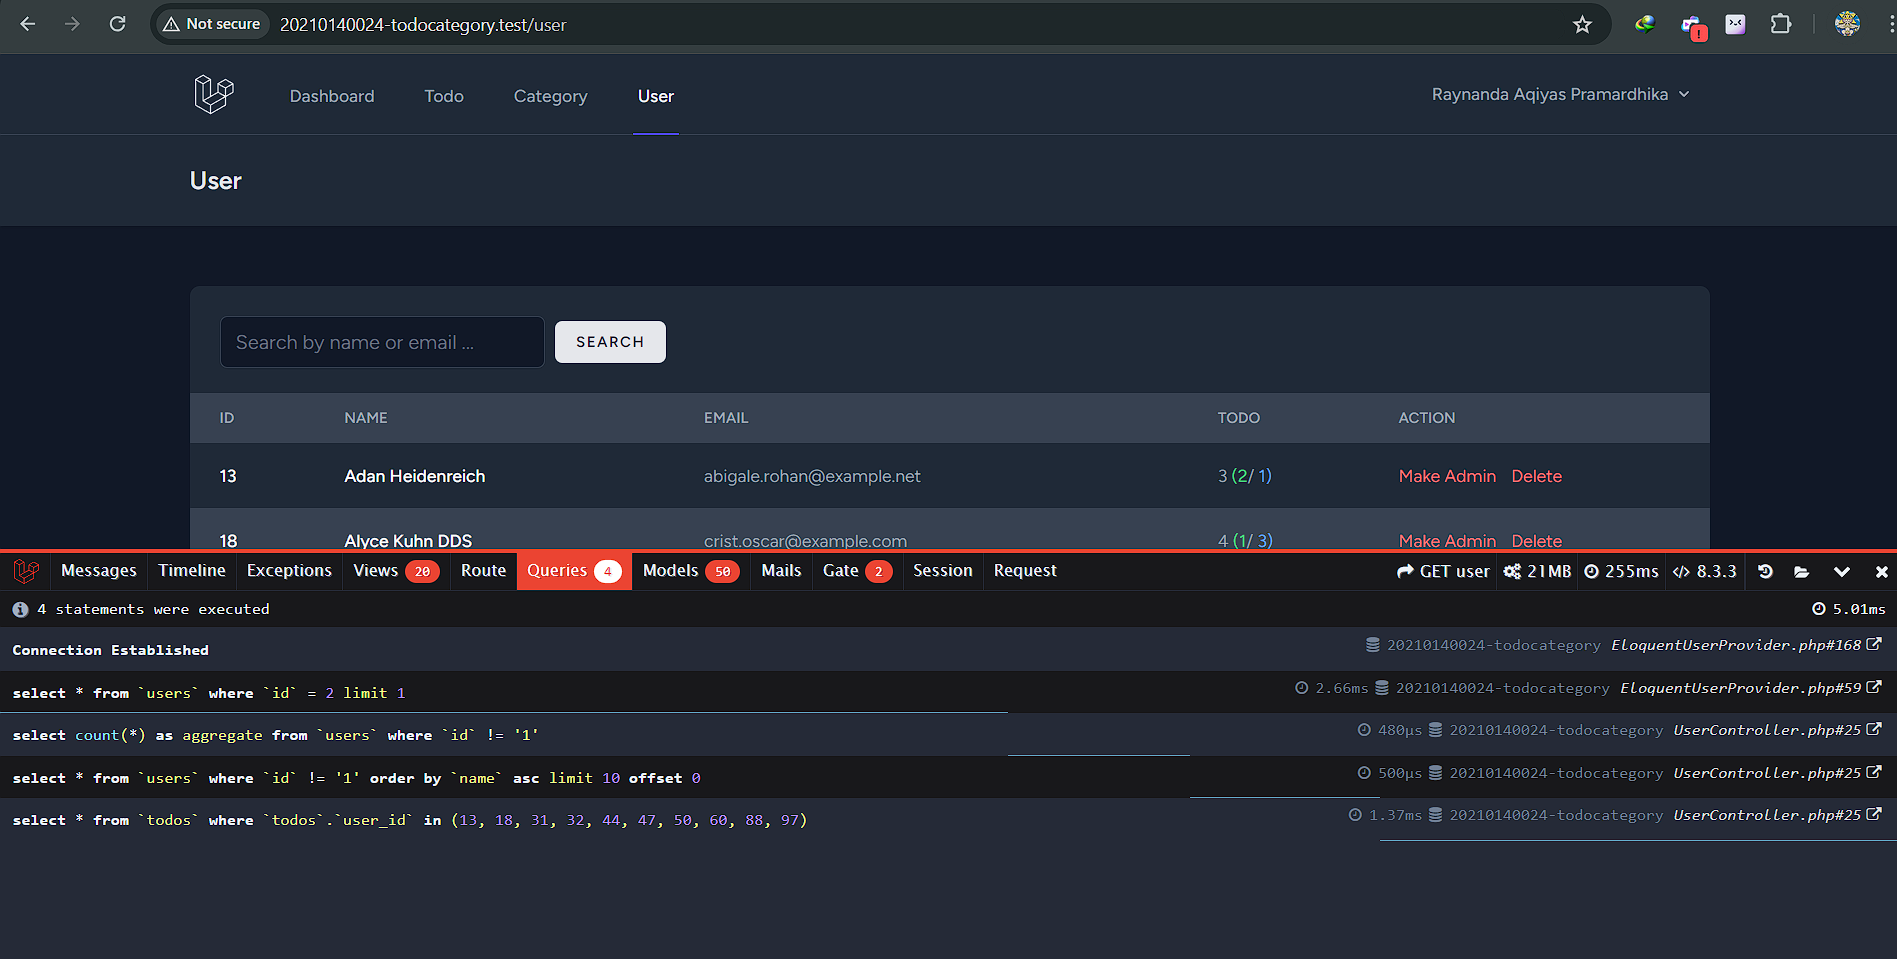 Not secure 20210140024-todocategory.test/user
Dashboard Todo Category User Raynanda Aqiyas Pramardhika
User
Search by name or email ... SEARCH
ID NAME EMAIL TODO ACTION
13 Adan Heidenreich abigale.rohan@example.net 3 (2/ 1) Make Admin Delete
18 Alyce Kuhn DDS crist.oscar@example.com 4 (1/ 3) Make Admin Delete
Messages Timeline Exceptions Views 20 Route Queries 4 Models 50 Mails Gate 2 Session Request GET user 21MB 255ms 8.3.3
4 statements were executed 5.01ms
Connection Established 20210140024-todocategory EloquentUserProvider.php#168
select * from `users` where `id` = 2 limit 1 2.66ms 20210140024-todocategory EloquentUserProvider.php#59
select count(*) as aggregate from `users` where `id` != '1' 480μs 20210140024-todocategory UserController.php#25
select * from `users` where `id` != '1' order by `name` asc limit 10 offset 0 500μs 20210140024-todocategory UserController.php#25
select * from `todos` where `todos`.`user_id` in (13, 18, 31, 32, 44, 47, 50, 60, 88, 97) 1.37ms 20210140024-todocategory UserController.php#25